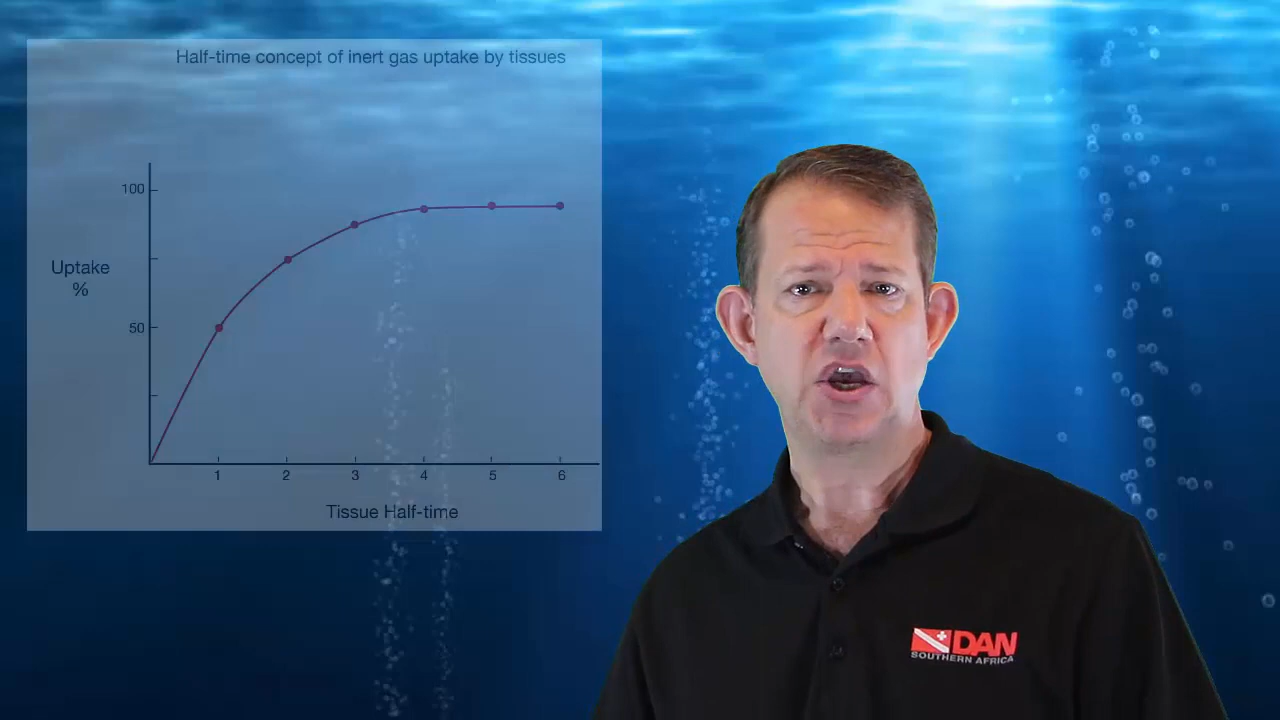 Half-time concept of inert gas uptake by tissues
100
Uptake
%
50
1 2 3 4 5 6
Tissue Half-time
DAN
SOUTHERN AFRICA